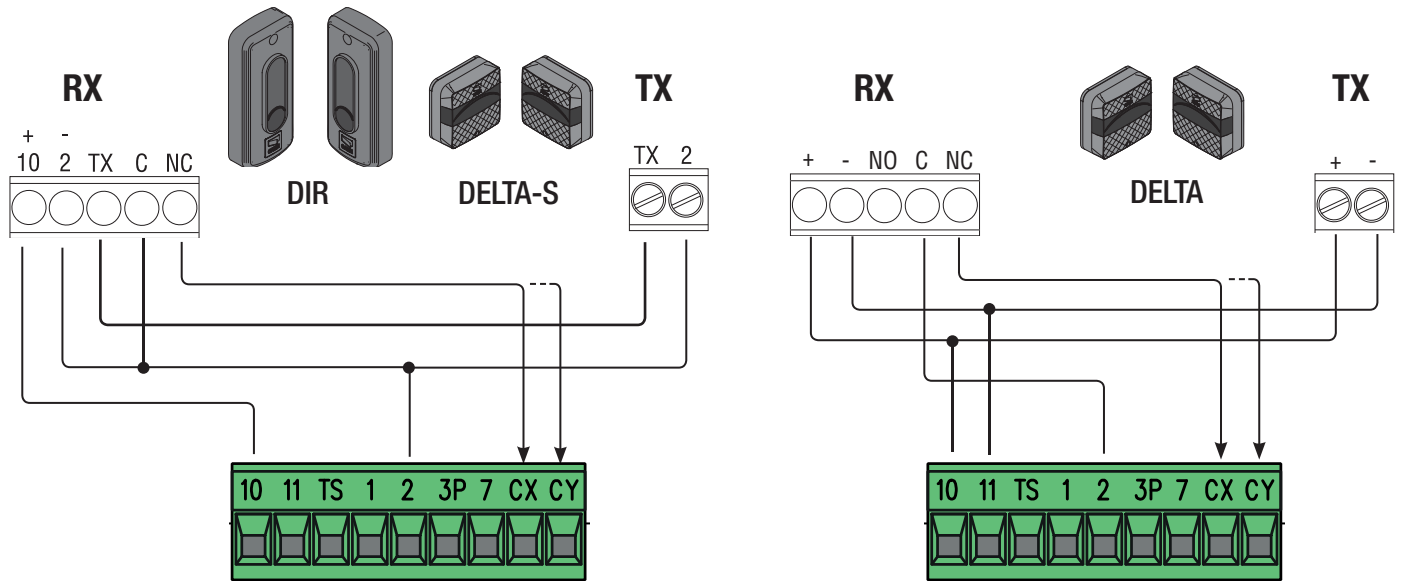 RX
TX
+ -
10 2 TX C NC
TX 2
DIR
DELTA-S
10 11 TS 1 2 3P 7 CX CY
RX
TX
+ - NO C NC
+ -
DELTA
10 11 TS 1 2 3P 7 CX CY